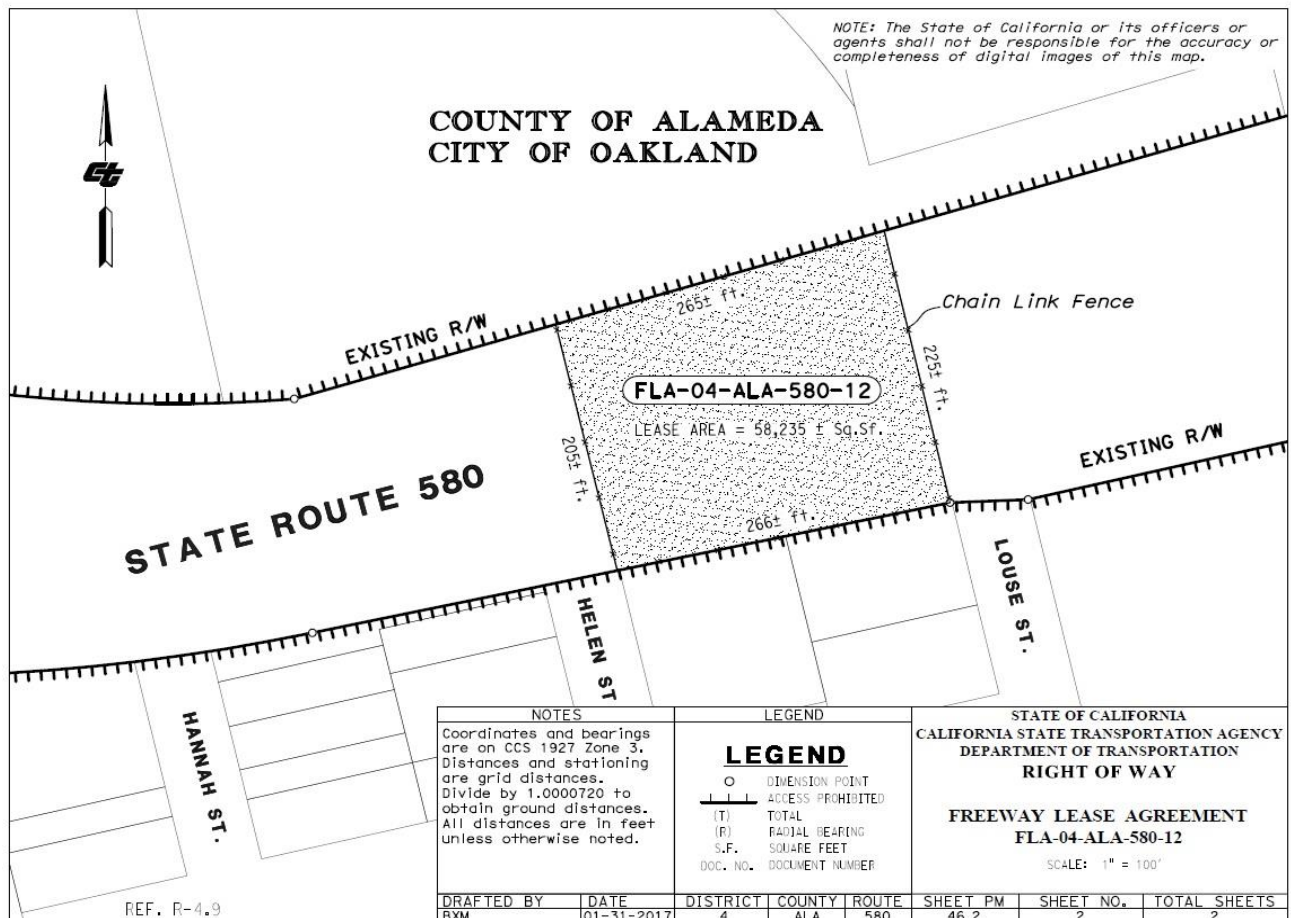 NOTE: The State of California or its officers or
agents shall not be responsible for the accuracy or
completeness of digital images of this map.
COUNTY OF ALAMEDA
CITY OF OAKLAND
Ct
265± ft.
Chain Link Fence
EXISTING R/W
225± ft.
FLA-04-ALA-580-12
LEASE AREA = 58,235 ± Sq.Sf.
EXISTING R/W
205± ft.
STATE ROUTE 580
266± ft.
LOUSE ST.
HELEN ST
HANNAH ST.
NOTES
Coordinates and bearings
are on CCS 1927 Zone 3.
Distances and stationing
are grid distances.
Divide by 1.0000720 to
obtain ground distances.
All distances are in feet
unless otherwise noted.
LEGEND
LEGEND
DIMENSION POINT
ACCESS PROHIBITED
(T) TOTAL
(R) RADIAL BEARING
S.F. SQUARE FEET
DOC. NO. DOCUMENT NUMBER
STATE OF CALIFORNIA
CALIFORNIA STATE TRANSPORTATION AGENCY
DEPARTMENT OF TRANSPORTATION
RIGHT OF WAY
FREEWAY LEASE AGREEMENT
FLA-04-ALA-580-12
SCALE: 1" = 100'
REF. R-4.9
DRAFTED BY DATE DISTRICT COUNTY ROUTE SHEET PM SHEET NO. TOTAL SHEETS
BXM 01-31-2017 4 ALA 580 46.2 2 2